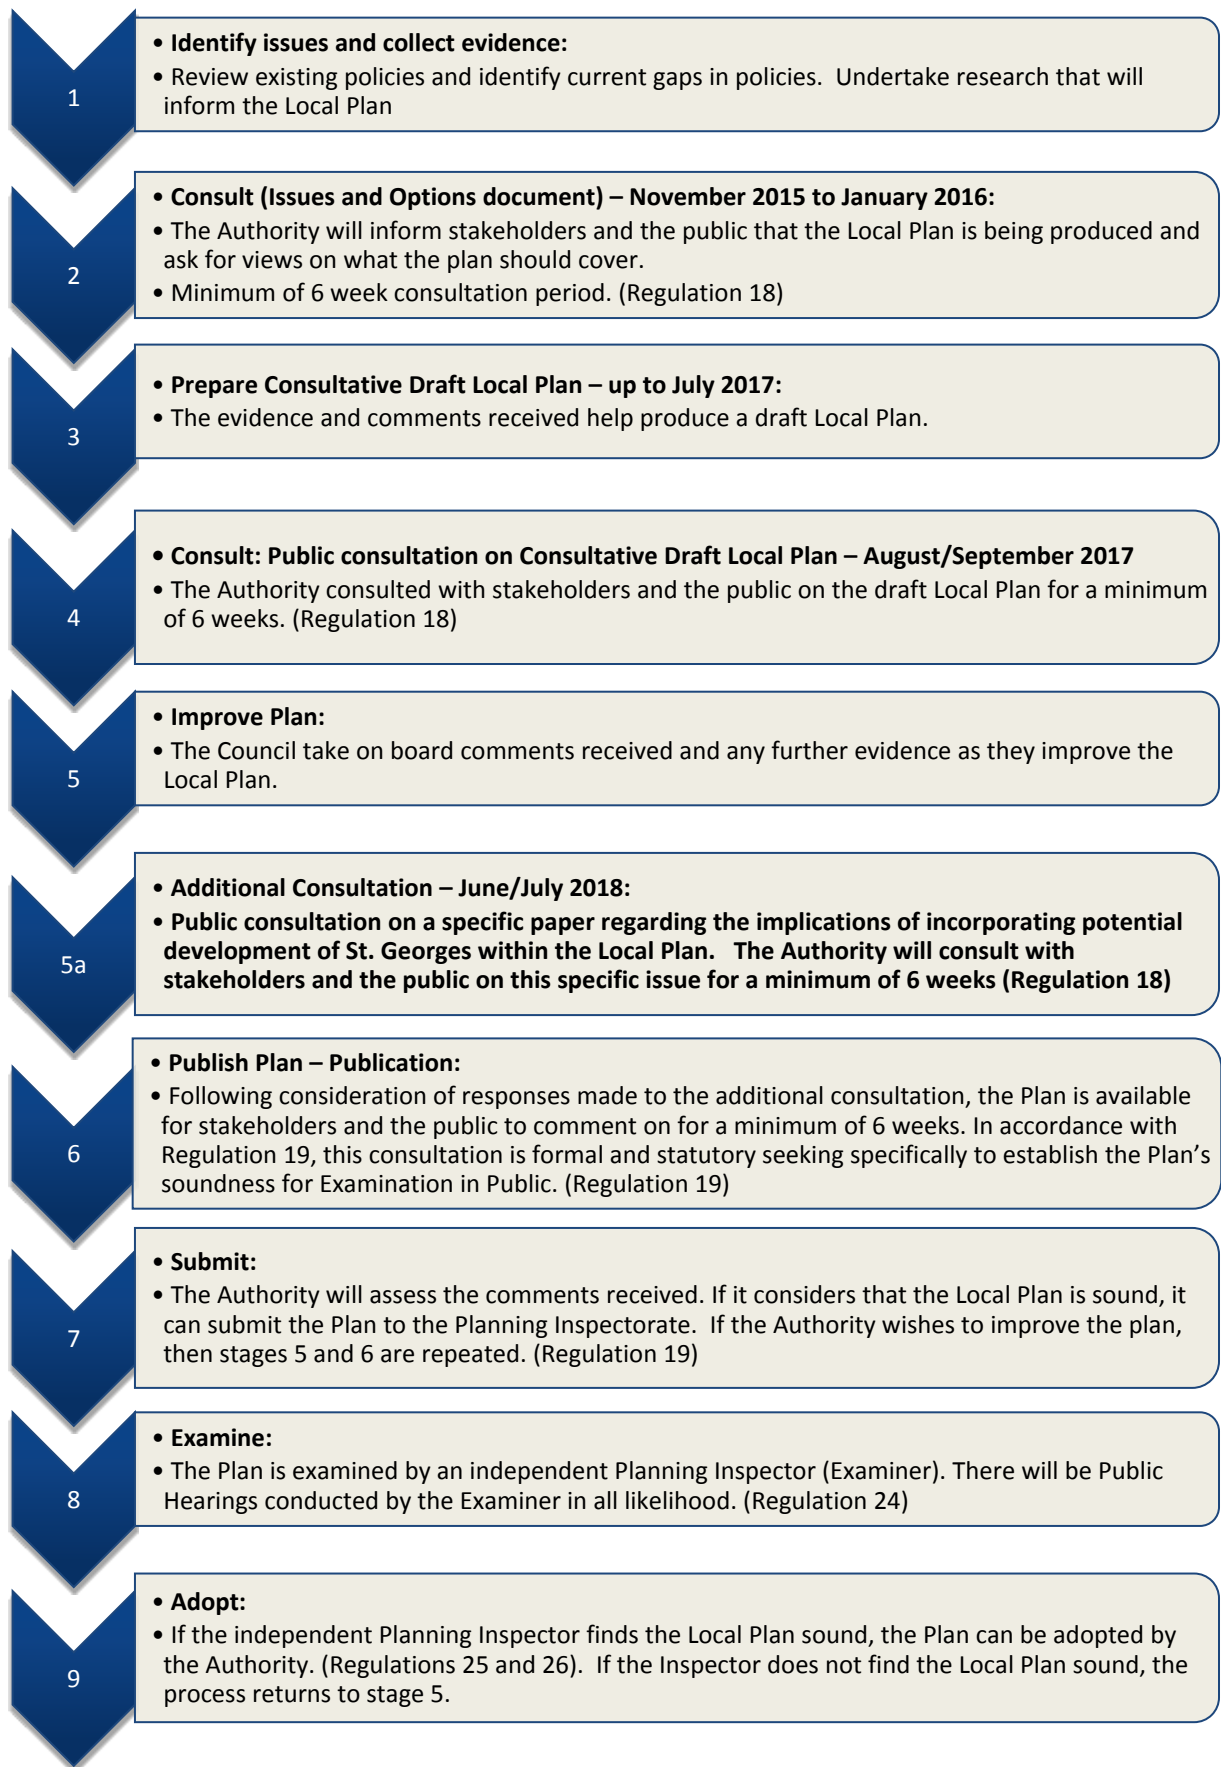 1
• Identify issues and collect evidence:
• Review existing policies and identify current gaps in policies.  Undertake research that will
inform the Local Plan
2
• Consult (Issues and Options document) – November 2015 to January 2016:
• The Authority will inform stakeholders and the public that the Local Plan is being produced and
ask for views on what the plan should cover.
• Minimum of 6 week consultation period. (Regulation 18)
3
• Prepare Consultative Draft Local Plan – up to July 2017:
• The evidence and comments received help produce a draft Local Plan.
4
• Consult: Public consultation on Consultative Draft Local Plan – August/September 2017
• The Authority consulted with stakeholders and the public on the draft Local Plan for a minimum
of 6 weeks. (Regulation 18)
5
• Improve Plan:
• The Council take on board comments received and any further evidence as they improve the
Local Plan.
5a
• Additional Consultation – June/July 2018:
• Public consultation on a specific paper regarding the implications of incorporating potential
development of St. Georges within the Local Plan.   The Authority will consult with
stakeholders and the public on this specific issue for a minimum of 6 weeks (Regulation 18)
6
• Publish Plan – Publication:
• Following consideration of responses made to the additional consultation, the Plan is available
for stakeholders and the public to comment on for a minimum of 6 weeks. In accordance with
Regulation 19, this consultation is formal and statutory seeking specifically to establish the Plan's
soundness for Examination in Public. (Regulation 19)
7
• Submit:
• The Authority will assess the comments received. If it considers that the Local Plan is sound, it
can submit the Plan to the Planning Inspectorate.  If the Authority wishes to improve the plan,
then stages 5 and 6 are repeated. (Regulation 19)
8
• Examine:
• The Plan is examined by an independent Planning Inspector (Examiner). There will be Public
Hearings conducted by the Examiner in all likelihood. (Regulation 24)
9
• Adopt:
• If the independent Planning Inspector finds the Local Plan sound, the Plan can be adopted by
the Authority. (Regulations 25 and 26).  If the Inspector does not find the Local Plan sound, the
process returns to stage 5.